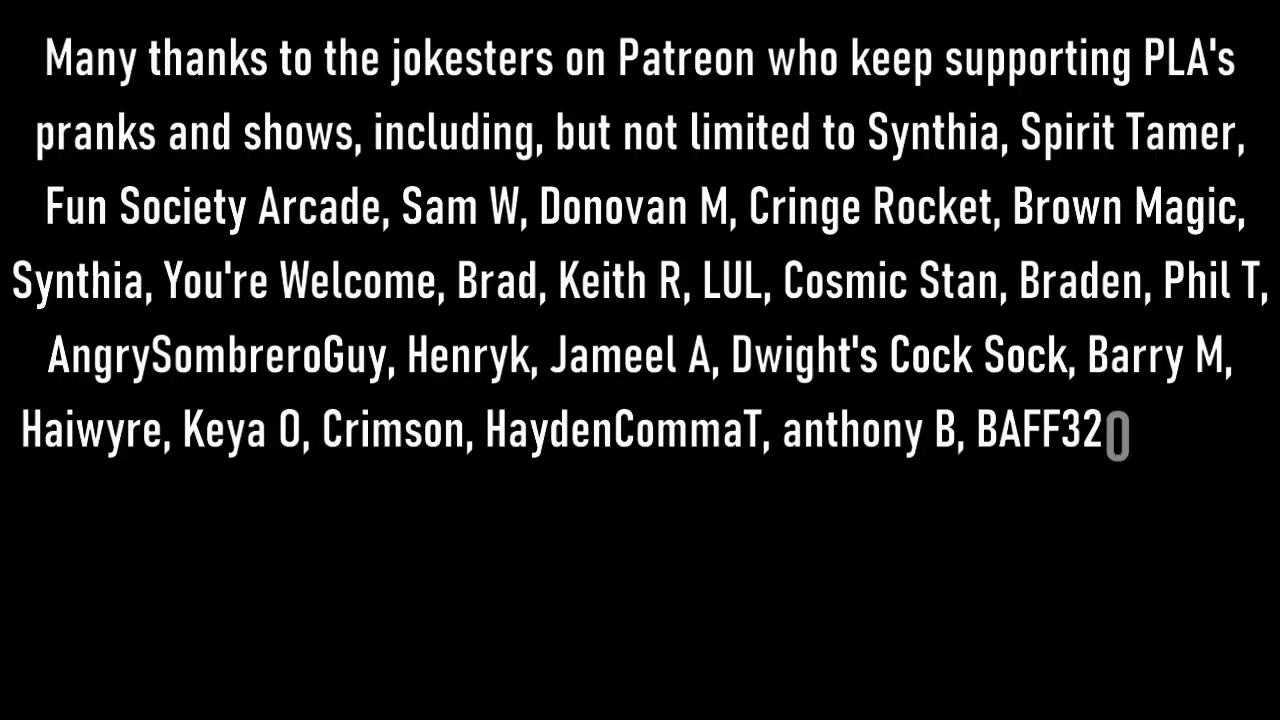 Many thanks to the jokesters on Patreon who keep supporting PLA's
pranks and shows, including, but not limited to Synthia, Spirit Tamer,
Fun Society Arcade, Sam W, Donovan M, Cringe Rocket, Brown Magic,
Synthia, You're Welcome, Brad, Keith R, LUL, Cosmic Stan, Braden, Phil T,
AngrySombreroGuy, Henryk, Jameel A, Dwight's Cock Sock, Barry M,
Haiwyre, Keya O, Crimson, HaydenCommaT, anthony B, BAFF320